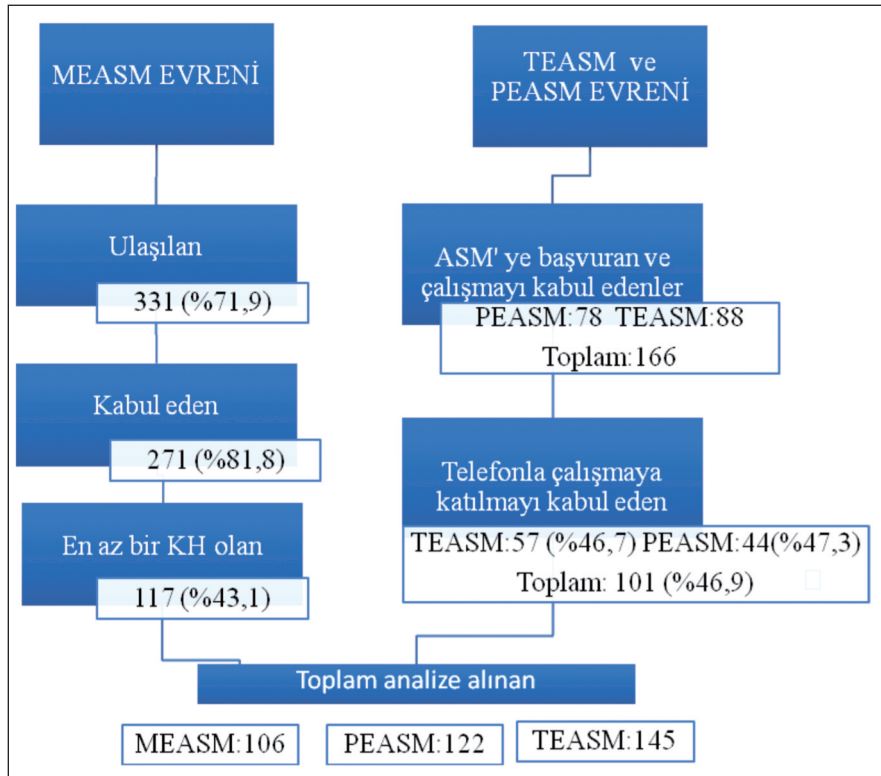 MEASM EVRENİ
Ulaşılan
331 (%71,9)
Kabul eden
271 (%81,8)
En az bir KH olan
117 (%43,1)
TEASM ve
PEASM EVRENİ
ASM' ye başvuran ve
çalışmayı kabul edenler
PEASM:78 TEASM:88
Toplam:166
Telefonla çalışmaya
katılmayı kabul eden
TEASM:57 (%46,7) PEASM:44(%47,3)
Toplam: 101 (%46,9)
Toplam analize alınan
MEASM:106
PEASM:122
TEASM:145